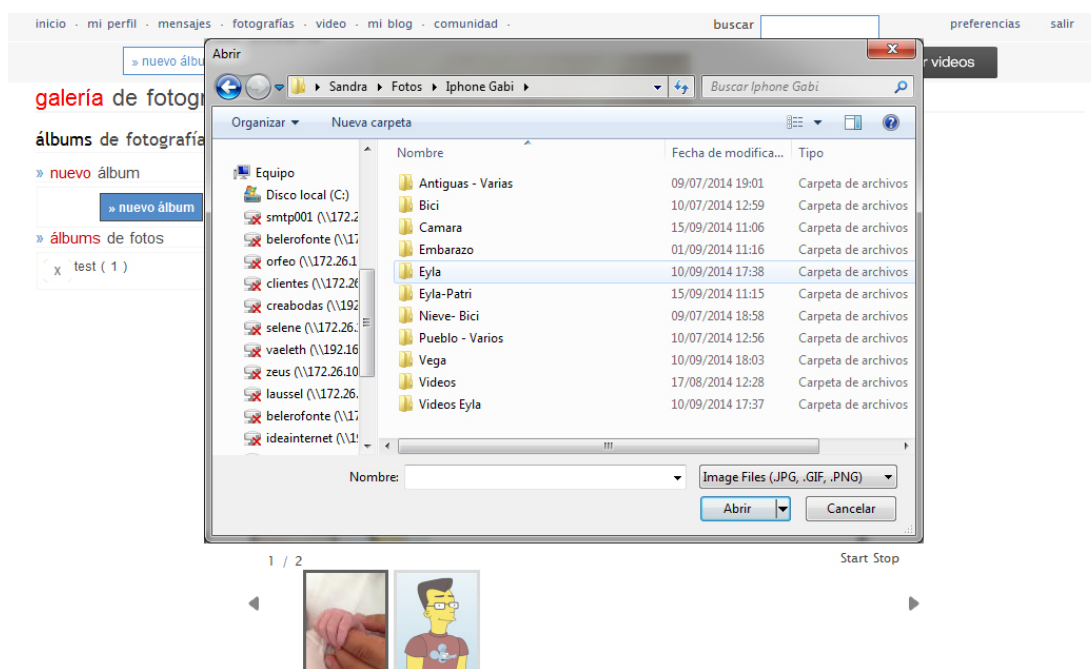 inicio · mi perfil · mensajes · fotografías · video · mi blog · comunidad · buscar preferencias salir
» nuevo álbu
r videos
galería de fotogr
álbums de fotografía
» nuevo álbum
» nuevo álbum
» álbums de fotos
x test ( 1 )
Abrir
Sandra Fotos Iphone Gabi
Buscar Iphone Gabi
Organizar Nueva carpeta
Equipo
Disco local (C:)
smtp001 (\\172.2
belerofonte (\\17
orfeo (\\172.26.1
clientes (\\172.26
creabodas (\\192
selene (\\172.26.
vaeleth (\\192.16
zeus (\\172.26.10
laussel (\\172.26.
belerofonte (\\17
ideainternet (\\19
Nombre Fecha de modifica... Tipo
Antiguas - Varias 09/07/2014 19:01 Carpeta de archivos
Bici 10/07/2014 12:59 Carpeta de archivos
Camara 15/09/2014 11:06 Carpeta de archivos
Embarazo 01/09/2014 11:16 Carpeta de archivos
Eyla 10/09/2014 17:38 Carpeta de archivos
Eyla-Patri 15/09/2014 11:15 Carpeta de archivos
Nieve- Bici 09/07/2014 18:58 Carpeta de archivos
Pueblo - Varios 10/07/2014 12:56 Carpeta de archivos
Vega 10/09/2014 18:03 Carpeta de archivos
Videos 17/08/2014 12:28 Carpeta de archivos
Videos Eyla 10/09/2014 17:37 Carpeta de archivos
Nombre: Image Files (.JPG, .GIF, .PNG)
Abrir Cancelar
1 / 2 Start Stop